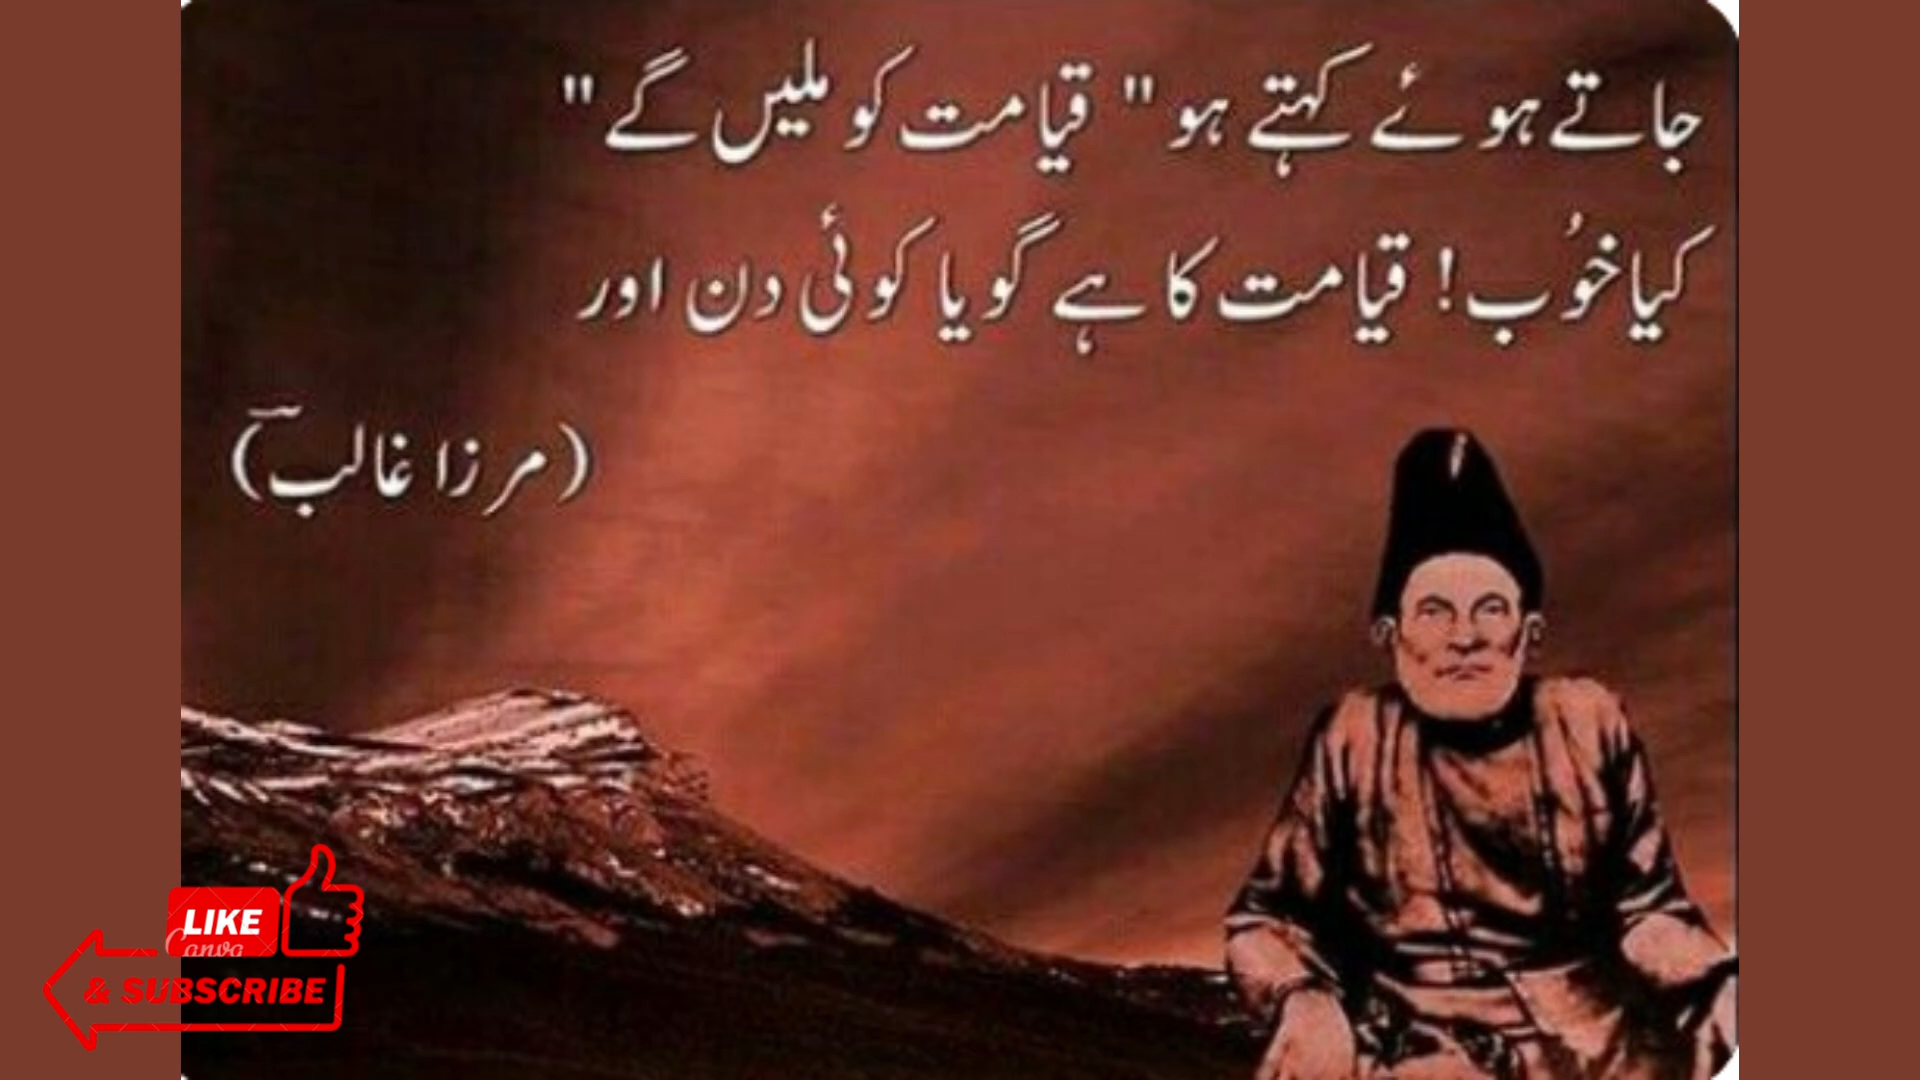 جاتے ہوئے کہتے ہو " قیامت کو ملیں گے "
کیا خُوب ! قیامت کا ہے گویا کوئی دن اور
(مرزا غالب)
LIKE
Canva
& SUBSCRIBE